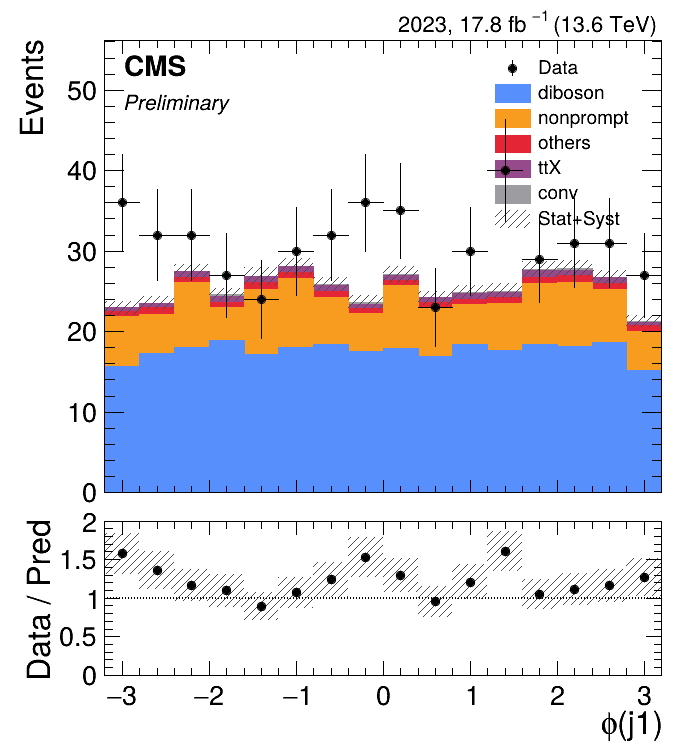 2023, 17.8 fb⁻¹ (13.6 TeV)
CMS
Preliminary
Events
Data
diboson
nonprompt
others
ttX
conv
Stat+Syst
50
40
30
20
10
0
Data / Pred
2
1.5
1
0.5
0
−3 −2 −1 0 1 2 3
ϕ(j1)